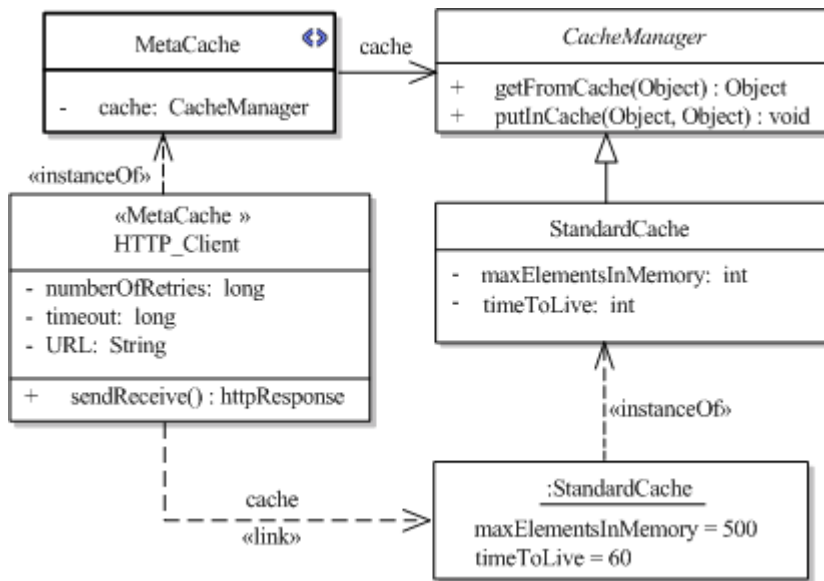 MetaCache
- cache: CacheManager
cache
CacheManager
+ getFromCache(Object) : Object
+ putInCache(Object, Object) : void
«instanceOf»
«MetaCache »
HTTP_Client
- numberOfRetries: long
- timeout: long
- URL: String
+ sendReceive() : httpResponse
StandardCache
- maxElementsInMemory: int
- timeToLive: int
«instanceOf»
cache
«link»
:StandardCache
maxElementsInMemory = 500
timeToLive = 60